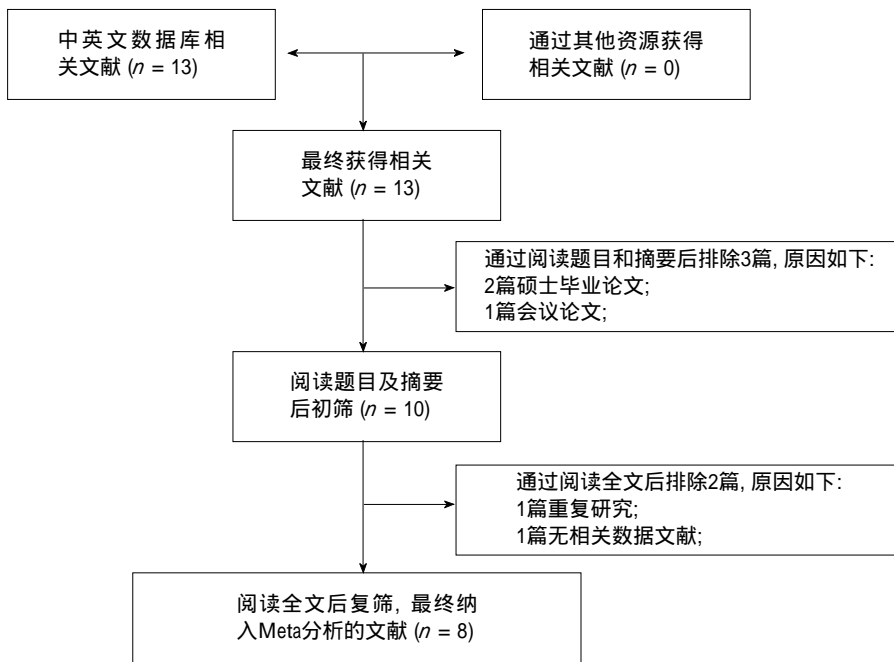 中英文数据库相
关文献 (n = 13)
通过其他资源获得
相关文献 (n = 0)
最终获得相关
文献 (n = 13)
通过阅读题目和摘要后排除3篇, 原因如下:
2篇硕士毕业论文;
1篇会议论文;
阅读题目及摘要
后初筛 (n = 10)
通过阅读全文后排除2篇, 原因如下:
1篇重复研究;
1篇无相关数据文献;
阅读全文后复筛, 最终纳
入Meta分析的文献 (n = 8)